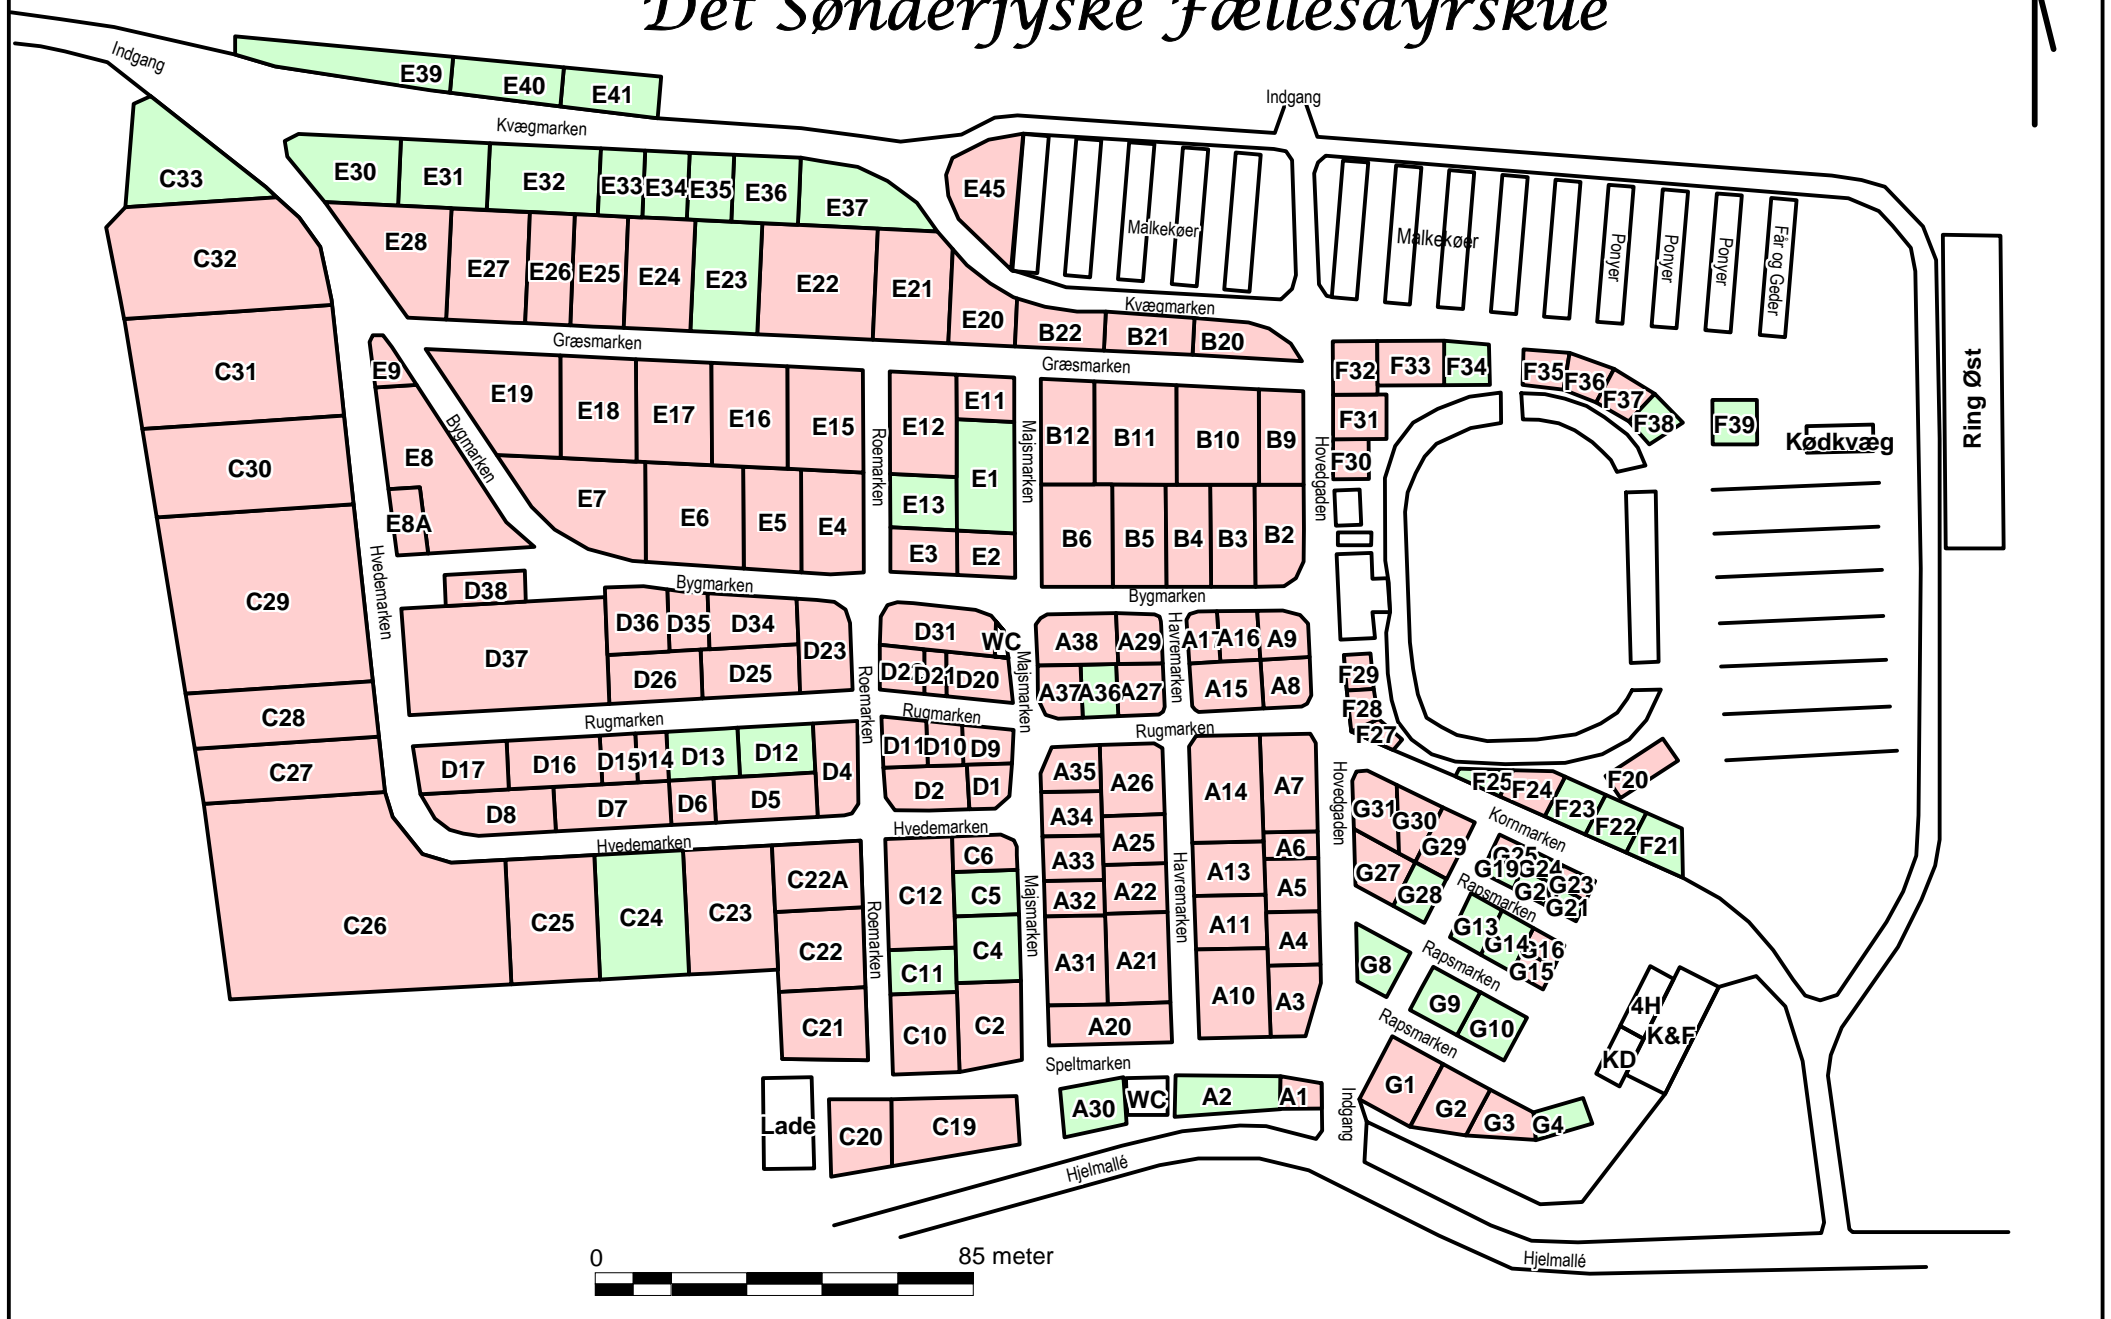 Det Sønderjyske Fællesdyrskue
Indgang
E39
E40
E41
Kvægmarken
Indgang
C33
E30
E31
E32
E33
E34
E35
E36
E37
E45
Malkekøer
Malkekøer
Ponyer
Ponyer
Ponyer
Får og Geder
C32
E28
E27
E26
E25
E24
E23
E22
E21
E20
Kvægmarken
B22
B21
B20
Græsmarken
Græsmarken
Ring Øst
C31
E9
E19
E18
E17
E16
E15
E12
E11
B12
B11
B10
B9
F32
F33
F34
F35
F36
F37
F38
F39
Kødkvæg
F31
F30
Bygmarken
Roemarken
Majsmarken
Hovedgaden
C30
E8
E8A
E7
E6
E5
E4
E13
E1
E3
E2
B6
B5
B4
B3
B2
Hvedemarken
C29
D38
Bygmarken
Bygmarken
D37
D36
D35
D34
D23
D26
D25
D31
WC
D21
D20
A38
A29
A37
A36
A27
Havremarken
A16
A9
A15
A8
Roemarken
Majsmarken
F29
F28
F27
C28
Rugmarken
Rugmarken
Rugmarken
C27
D17
D16
D15
D14
D13
D12
D4
D8
D7
D6
D5
D11
D10
D9
D2
D1
A35
A26
A34
A25
A33
A32
A22
A31
A21
A20
A14
A7
A6
A13
A5
A11
A4
A10
A3
Hovedgaden
Havremarken
F20
F25
F24
F23
F22
F21
Kornmarken
G31
G30
G29
G27
G28
G25
G19
G24
G23
G21
Rapsmarken
G13
G14
G16
G15
Rapsmarken
G8
G9
G10
Rapsmarken
G1
G2
G3
G4
Hvedemarken
Hvedemarken
C26
C25
C24
C23
C22A
C22
C21
Roemarken
C12
C6
C5
C4
C11
C10
C2
Majsmarken
Speltmarken
4H
K&F
KD
Lade
C20
C19
A30
WC
A2
A1
Indgang
Hjelmallé
Hjelmallé
0
85 meter